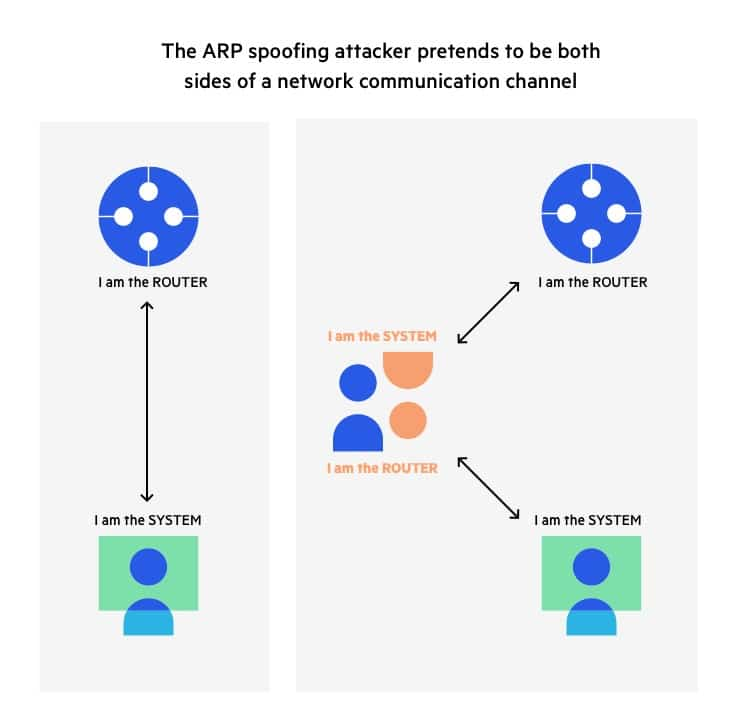 The ARP spoofing attacker pretends to be both
sides of a network communication channel
I am the ROUTER
I am the SYSTEM
I am the ROUTER
I am the SYSTEM
I am the ROUTER
I am the SYSTEM